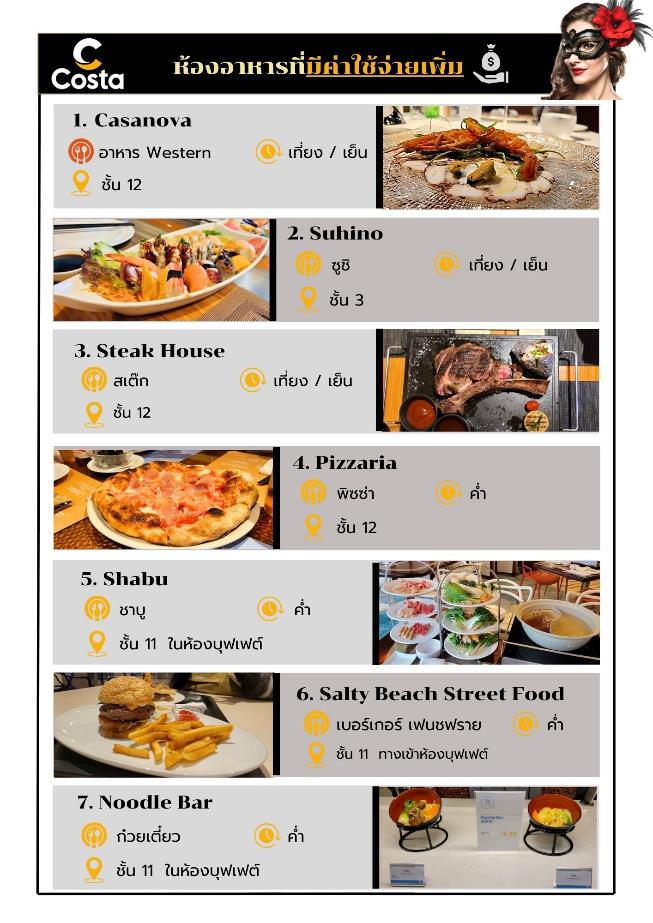 Costa
ห้องอาหารที่มีค่าใช้จ่ายเพิ่ม
$
1. Casanova
อาหาร Western
เที่ยง / เย็น
ชั้น 12
2. Suhino
ซูชิ
เที่ยง / เย็น
ชั้น 3
3. Steak House
สเต๊ก
เที่ยง / เย็น
ชั้น 12
4. Pizzaria
พิซซ่า
ค่ำ
ชั้น 12
5. Shabu
ชาบู
ค่ำ
ชั้น 11 ในห้องบุฟเฟต์
6. Salty Beach Street Food
เบอร์เกอร์ เฟนชฟราย
ค่ำ
ชั้น 11 ทางเข้าห้องบุฟเฟต์
7. Noodle Bar
ก๋วยเตี๋ยว
ค่ำ
ชั้น 11 ในห้องบุฟเฟต์
Noodle Bar